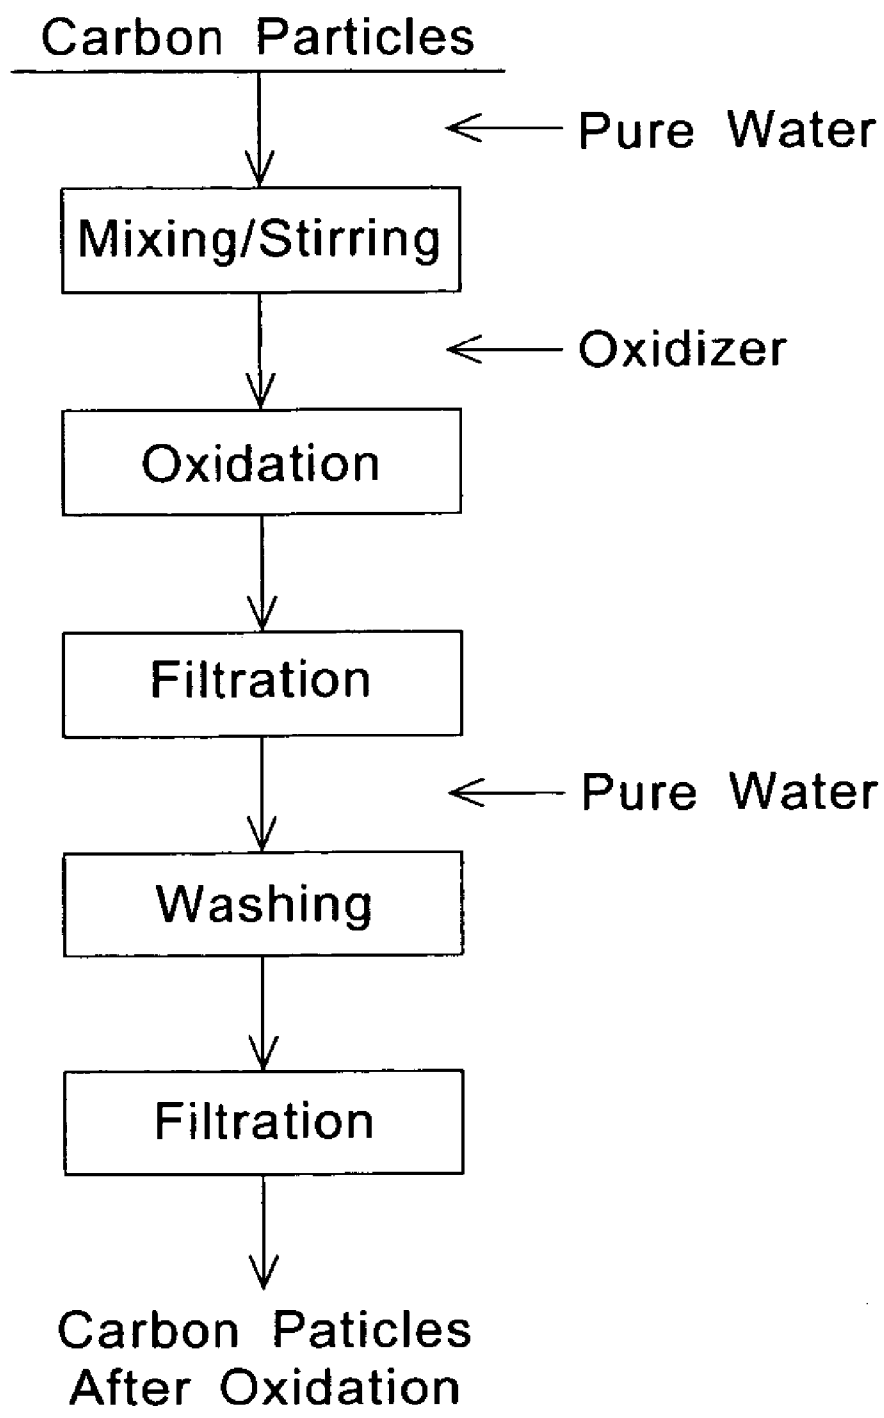 Carbon Particles
Pure Water
Mixing/Stirring
Oxidizer
Oxidation
Filtration
Pure Water
Washing
Filtration
Carbon Paticles
After Oxidation